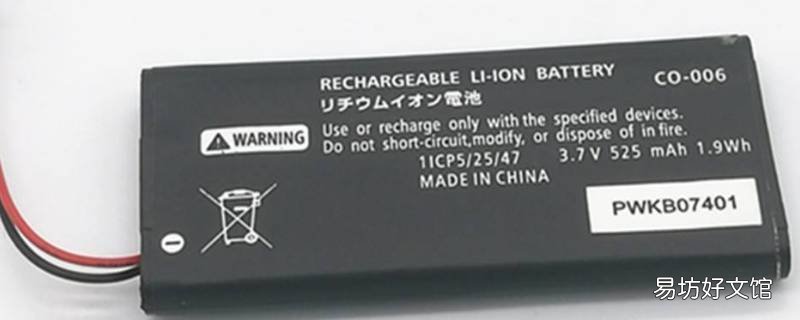 RECHARGEABLE LI-ION BATTERY CO-006
リチウムイオン電池
WARNING
Use or recharge only with the specified devices.
Do not short-circuit,modify, or dispose of in fire.
1ICP5/25/47 3.7 V 525 mAh 1.9Wh
MADE IN CHINA
PWKB07401
易坊好文馆